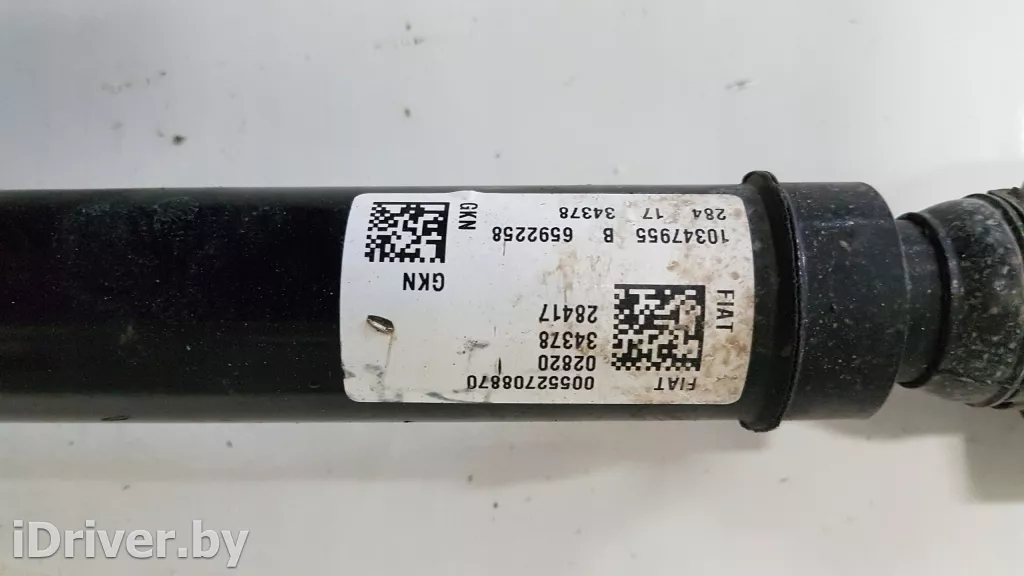 FIAT
00552708870
02820
34378
28417
FIAT
GKN
10347955 B 6592258
284 17 34378
GKN
iDriver.by